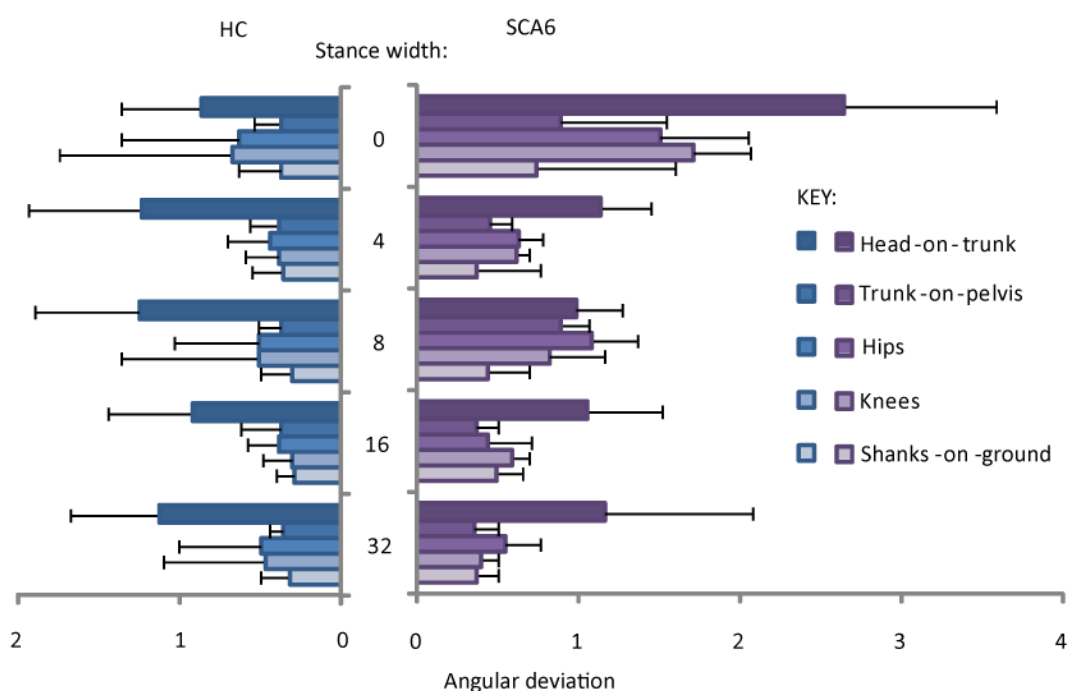 HC
SCA6
Stance width:
0
4
8
16
32
KEY:
Head-on-trunk
Trunk-on-pelvis
Hips
Knees
Shanks-on-ground
2 1 0 0 1 2 3 4
Angular deviation